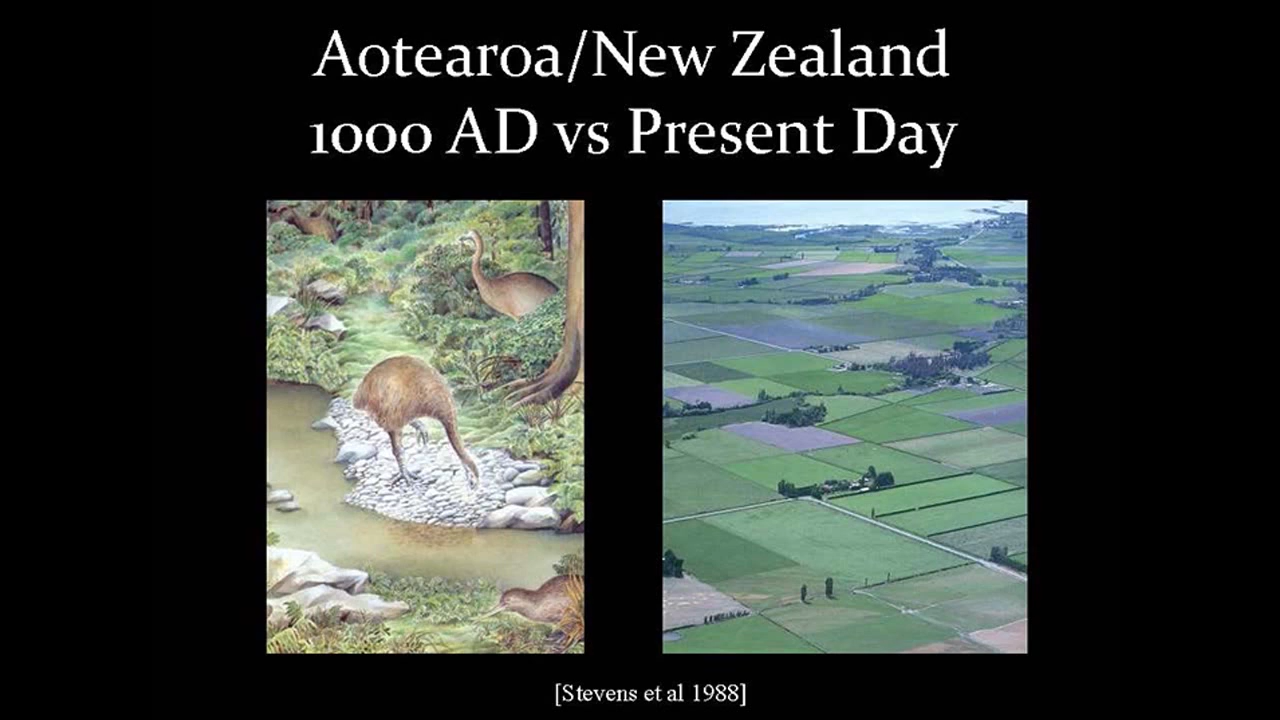 Aotearoa/New Zealand
1000 AD vs Present Day
[Stevens et al 1988]